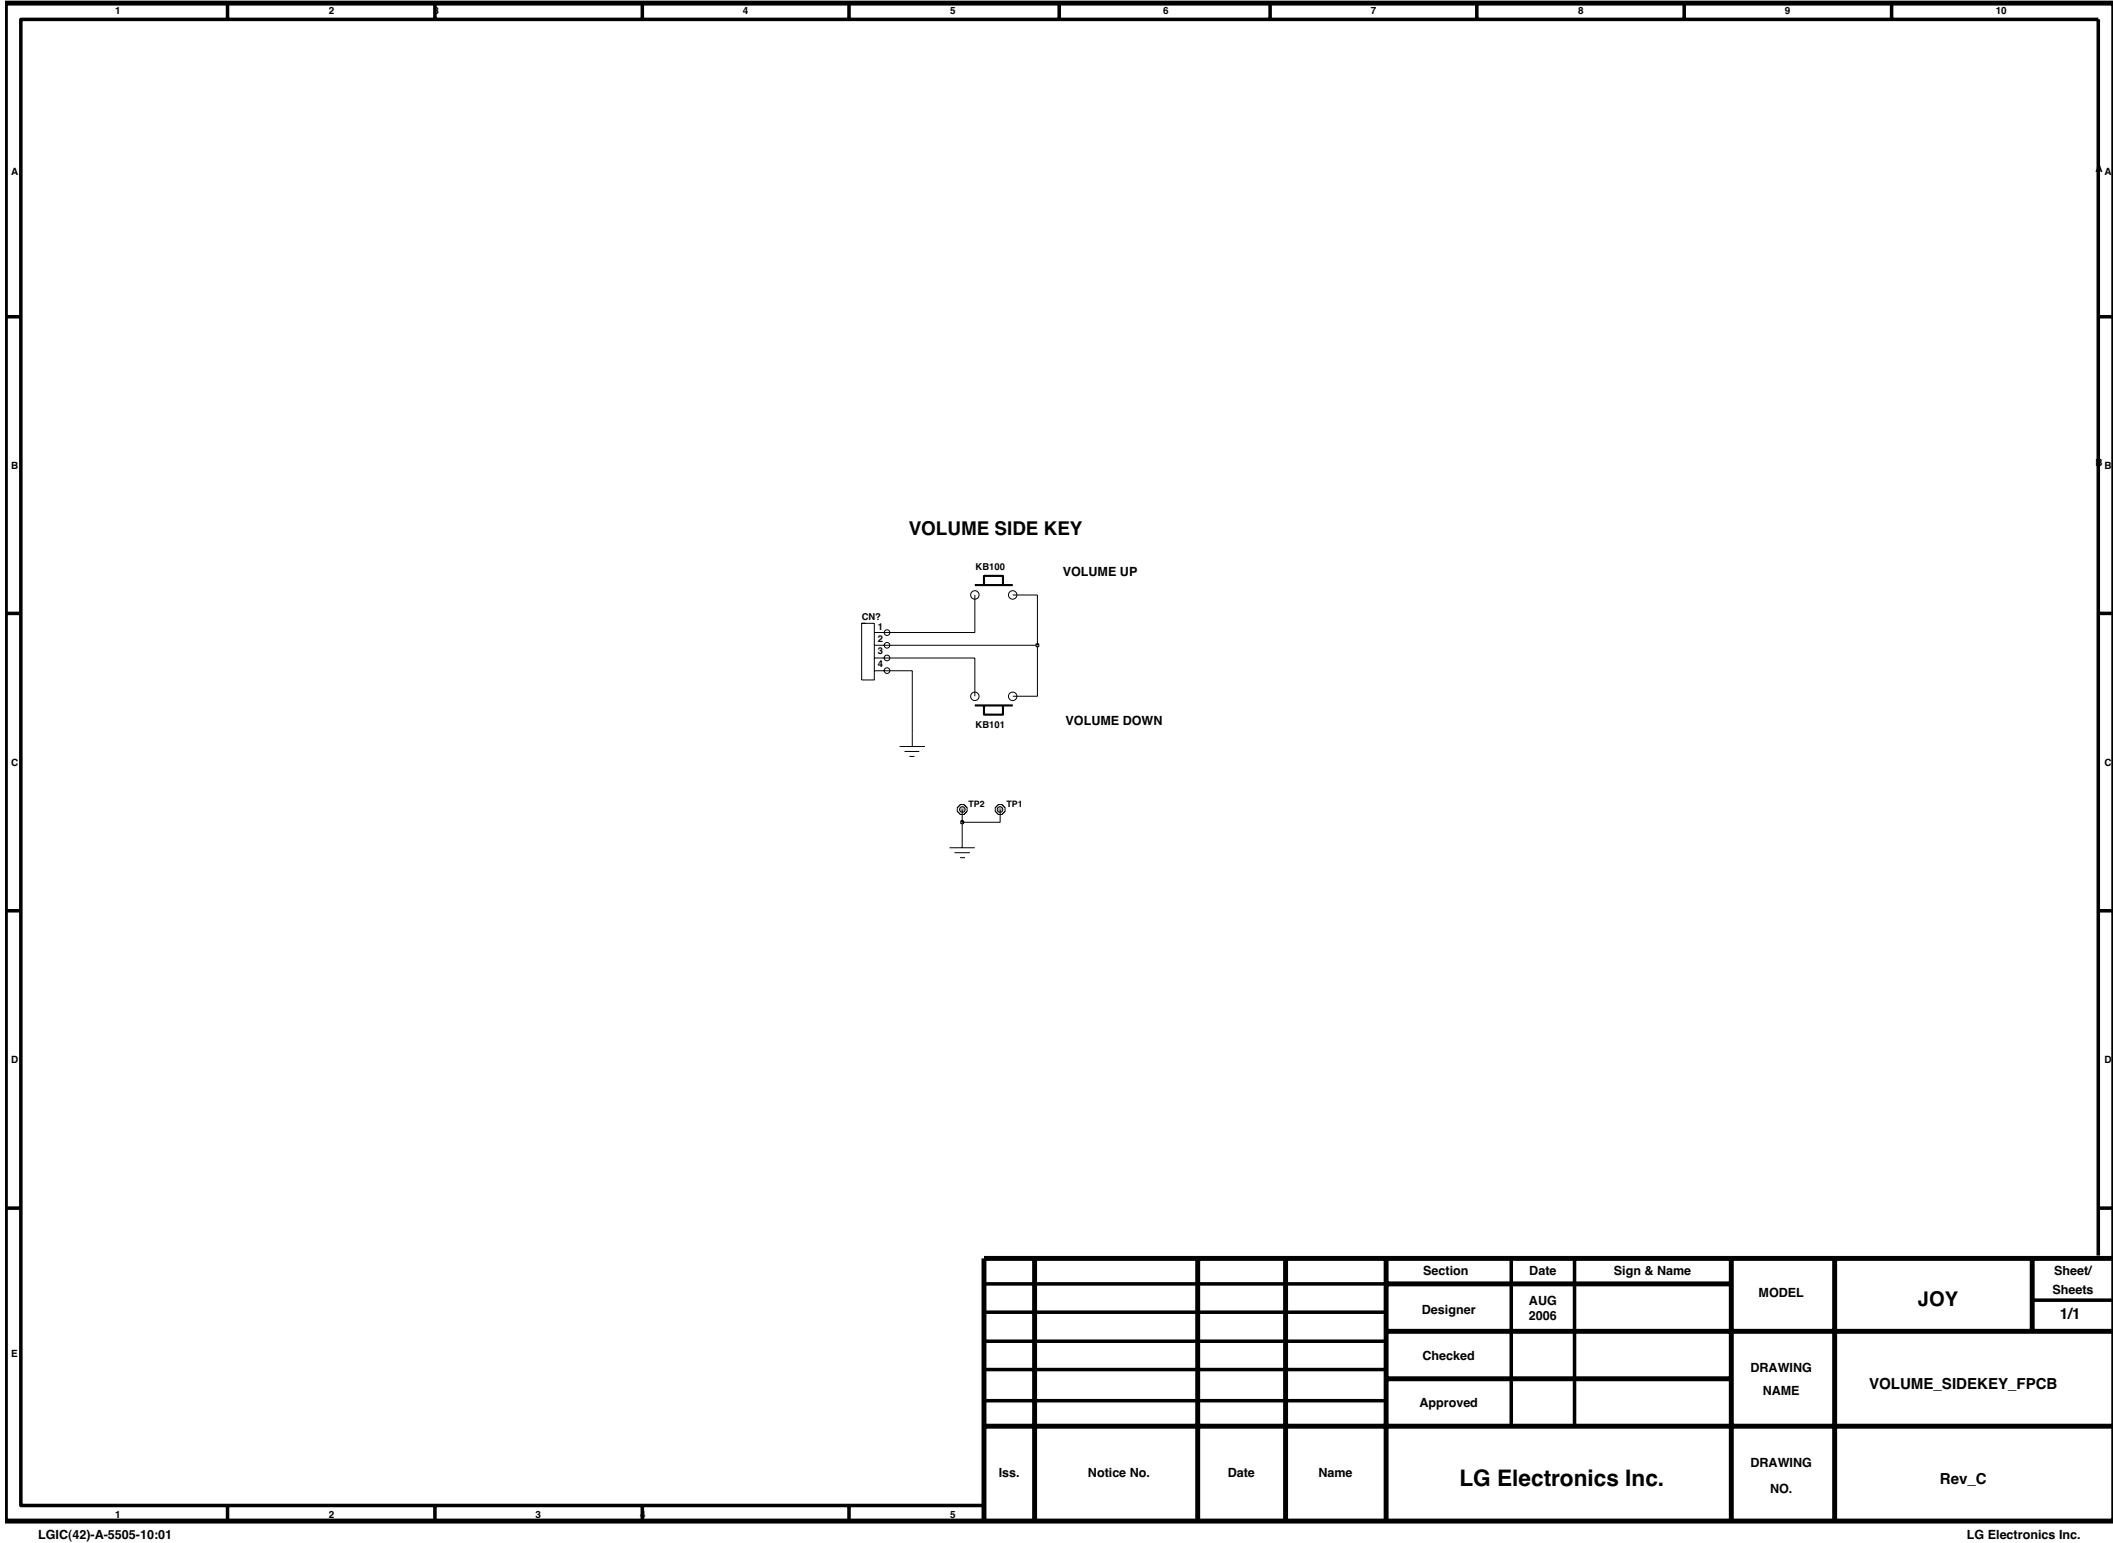 1 2 3 4 5 6 7 8 9 10
A A A
B B B
VOLUME SIDE KEY
KB100
VOLUME UP
CN?
1
2
3
4
KB101
VOLUME DOWN
C C
TP2 TP1
D D
E
Section Date Sign & Name
MODEL
JOY
Sheet/
Sheets
1/1
Designer
AUG
2006
Checked
Approved
DRAWING
NAME
VOLUME_SIDEKEY_FPCB
Iss. Notice No. Date Name
LG Electronics Inc.
DRAWING
NO.
Rev_C
1 2 3 4 5
LGIC(42)-A-5505-10:01
LG Electronics Inc.